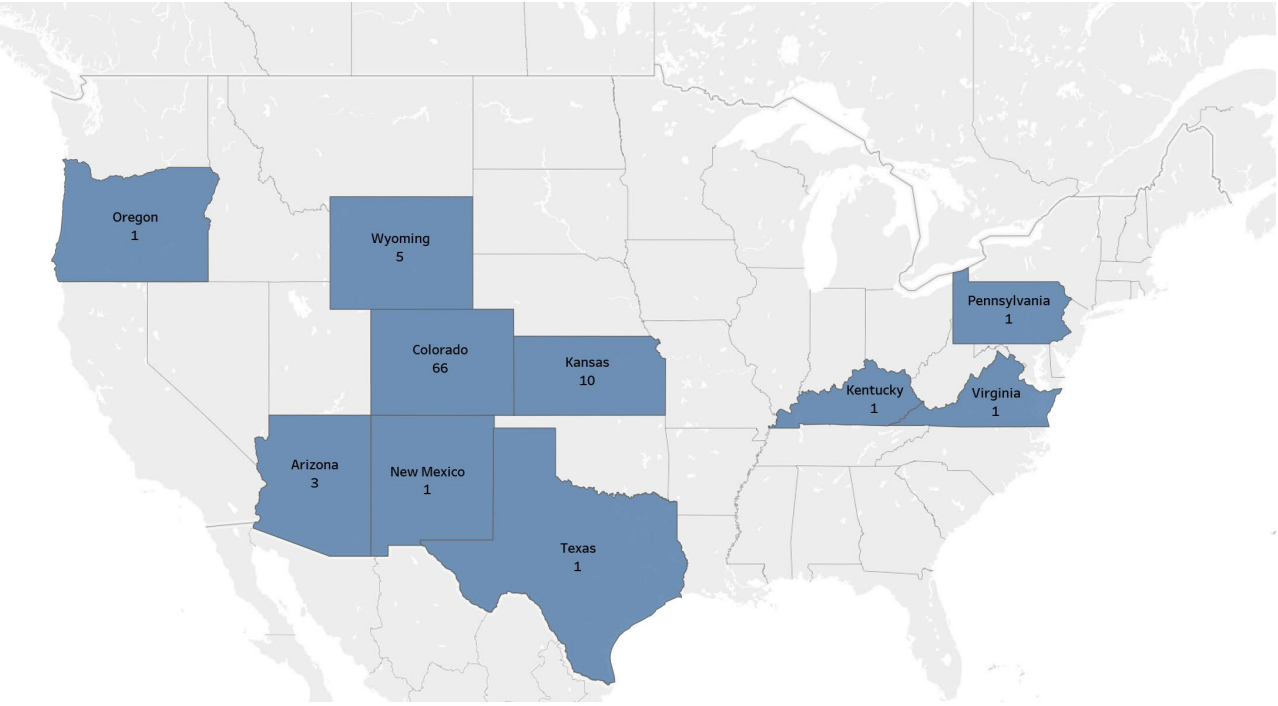 Oregon
1
Wyoming
5
Colorado
66
Kansas
10
Pennsylvania
1
Kentucky
1
Virginia
1
Arizona
3
New Mexico
1
Texas
1